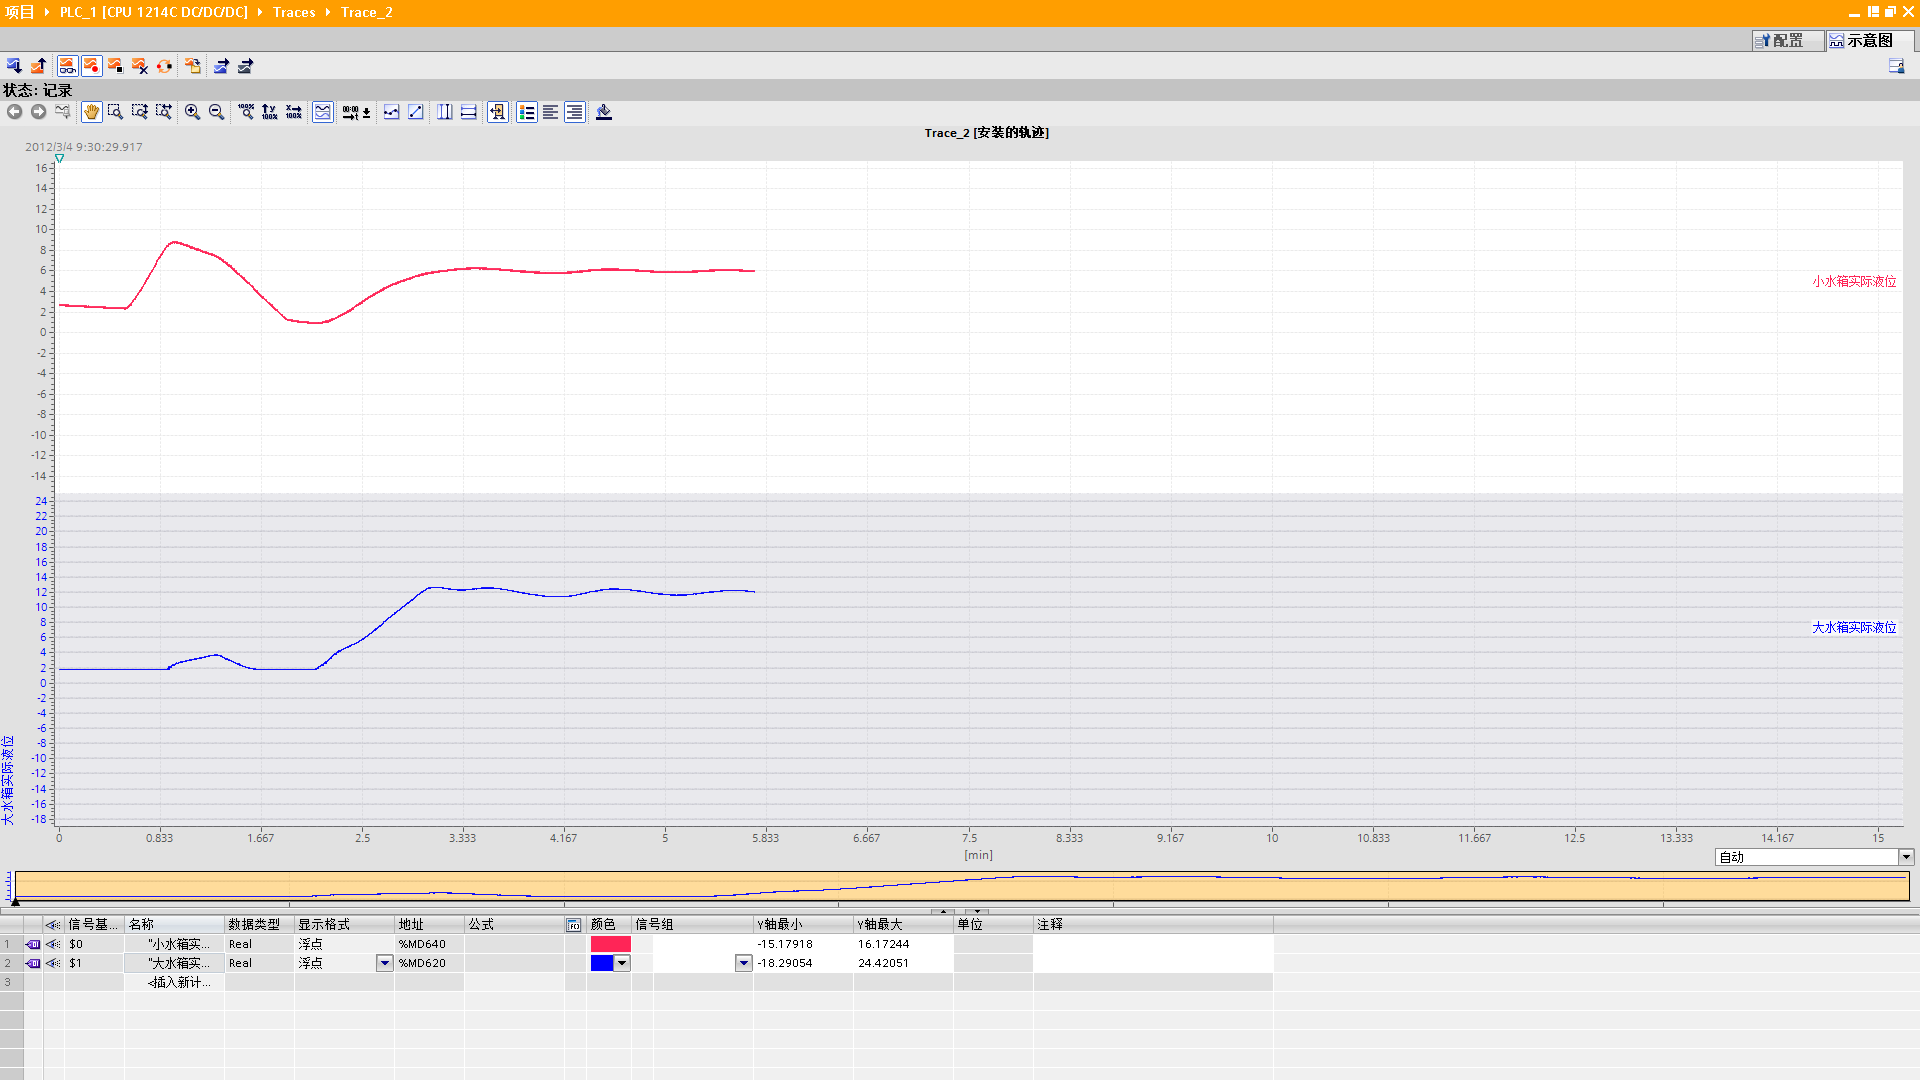 项目 ▸ PLC_1 [CPU 1214C DC/DC/DC] ▸ Traces ▸ Trace_2
配置 示意图
状态: 记录
Trace_2 [安装的轨迹]
2012/3/4 9:30:29.917
16
14
12
10
8
6
4
2
0
-2
-4
-6
-8
-10
-12
-14
小水箱实际液位
24
22
20
18
16
14
12
10
8
6
4
2
0
-2
-4
-6
-8
-10
-12
-14
-16
-18
大水箱实际液位
大水箱实际液位
0 0.833 1.667 2.5 3.333 4.167 5 5.833 6.667 7.5 8.333 9.167 10 10.833 11.667 12.5 13.333 14.167 15
[min]
自动
信号基... 名称 数据类型 显示格式 地址 公式 颜色 信号组 Y轴最小 Y轴最大 单位 注释
1 $0 "小水箱实... Real 浮点 %MD640 -15.17918 16.17244
2 $1 "大水箱实... Real 浮点 %MD620 -18.29054 24.42051
3 <插入新计...